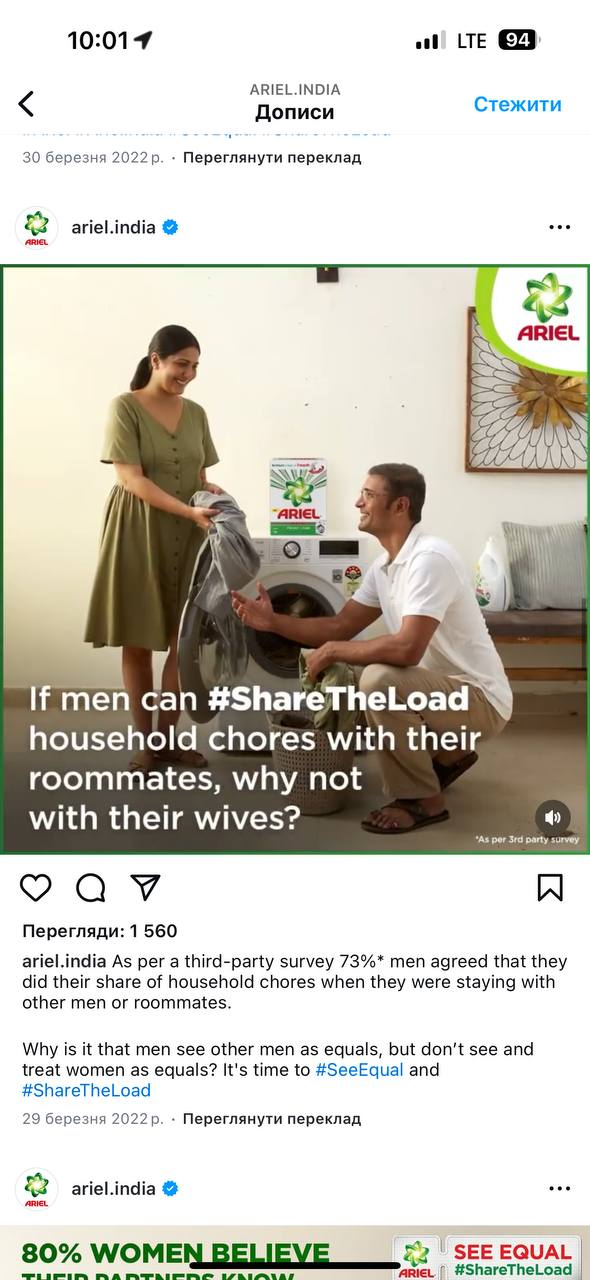 10:01
LTE
94
ARIEL.INDIA
Дописи
Стежити
30 березня 2022 р. · Переглянути переклад
ariel.india
ARIEL
ARIEL
ARIEL
If men can #ShareTheLoad
household chores with their
roommates, why not
with their wives?
*As per 3rd party survey
Перегляди: 1 560
ariel.india As per a third-party survey 73%* men agreed that they
did their share of household chores when they were staying with
other men or roommates.
Why is it that men see other men as equals, but don’t see and
treat women as equals? It's time to #SeeEqual and
#ShareTheLoad
29 березня 2022 р. · Переглянути переклад
ariel.india
ARIEL
80% WOMEN BELIEVE
THEIR PARTNERS KNOW
ARIEL
SEE EQUAL
#ShareTheLoad